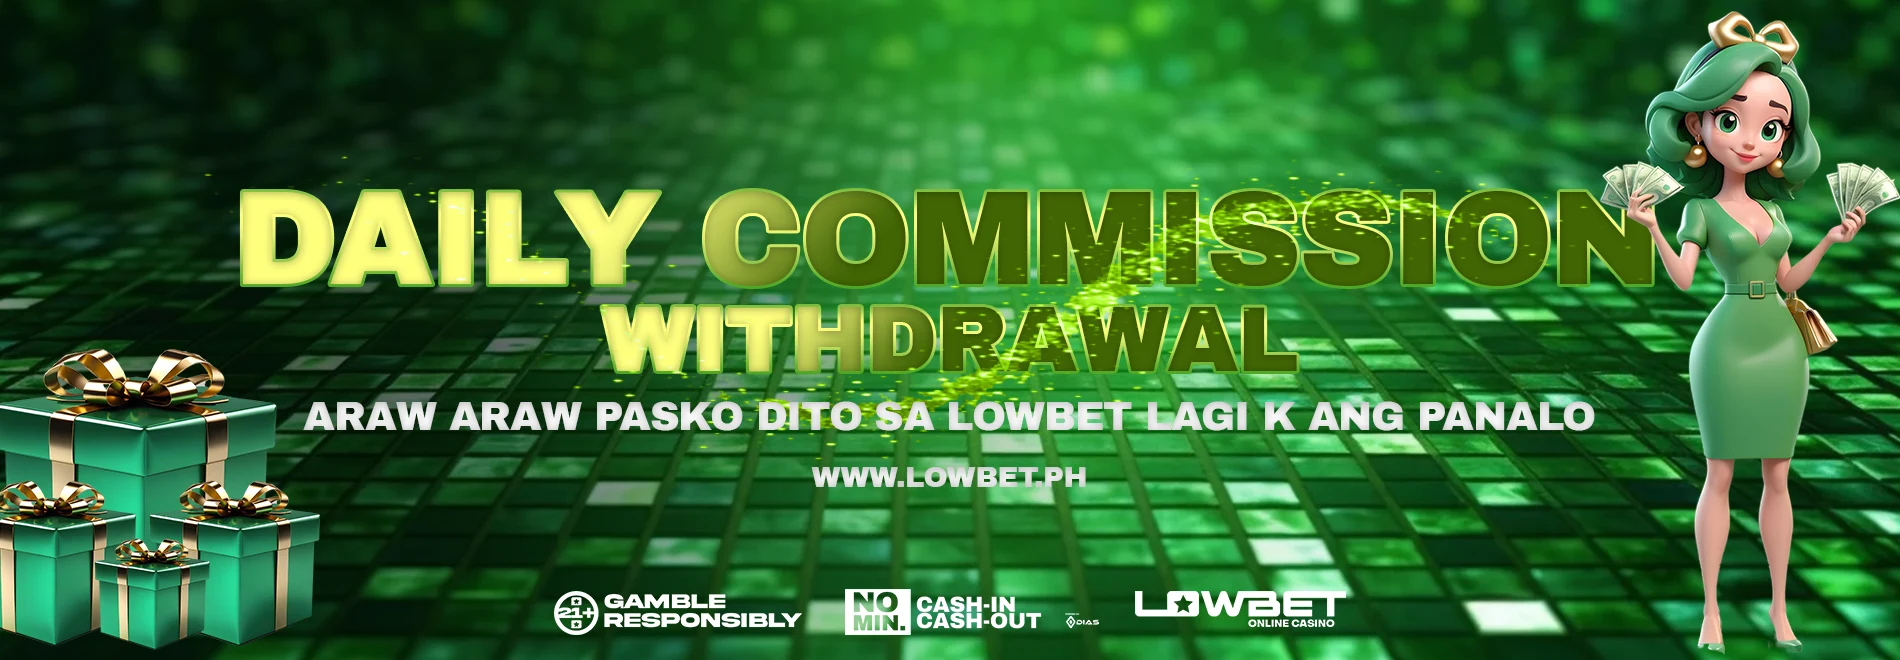 DAILY COMMISSION
WITHDRAWAL
ARAW ARAW PASKO DITO SA LOWBET LAGI K ANG PANALO
WWW.LOWBET.PH
21+ GAMBLE
RESPONSIBLY
NO
MIN.
CASH-IN
CASH-OUT
DIAS
LOWBET
ONLINE CASINO